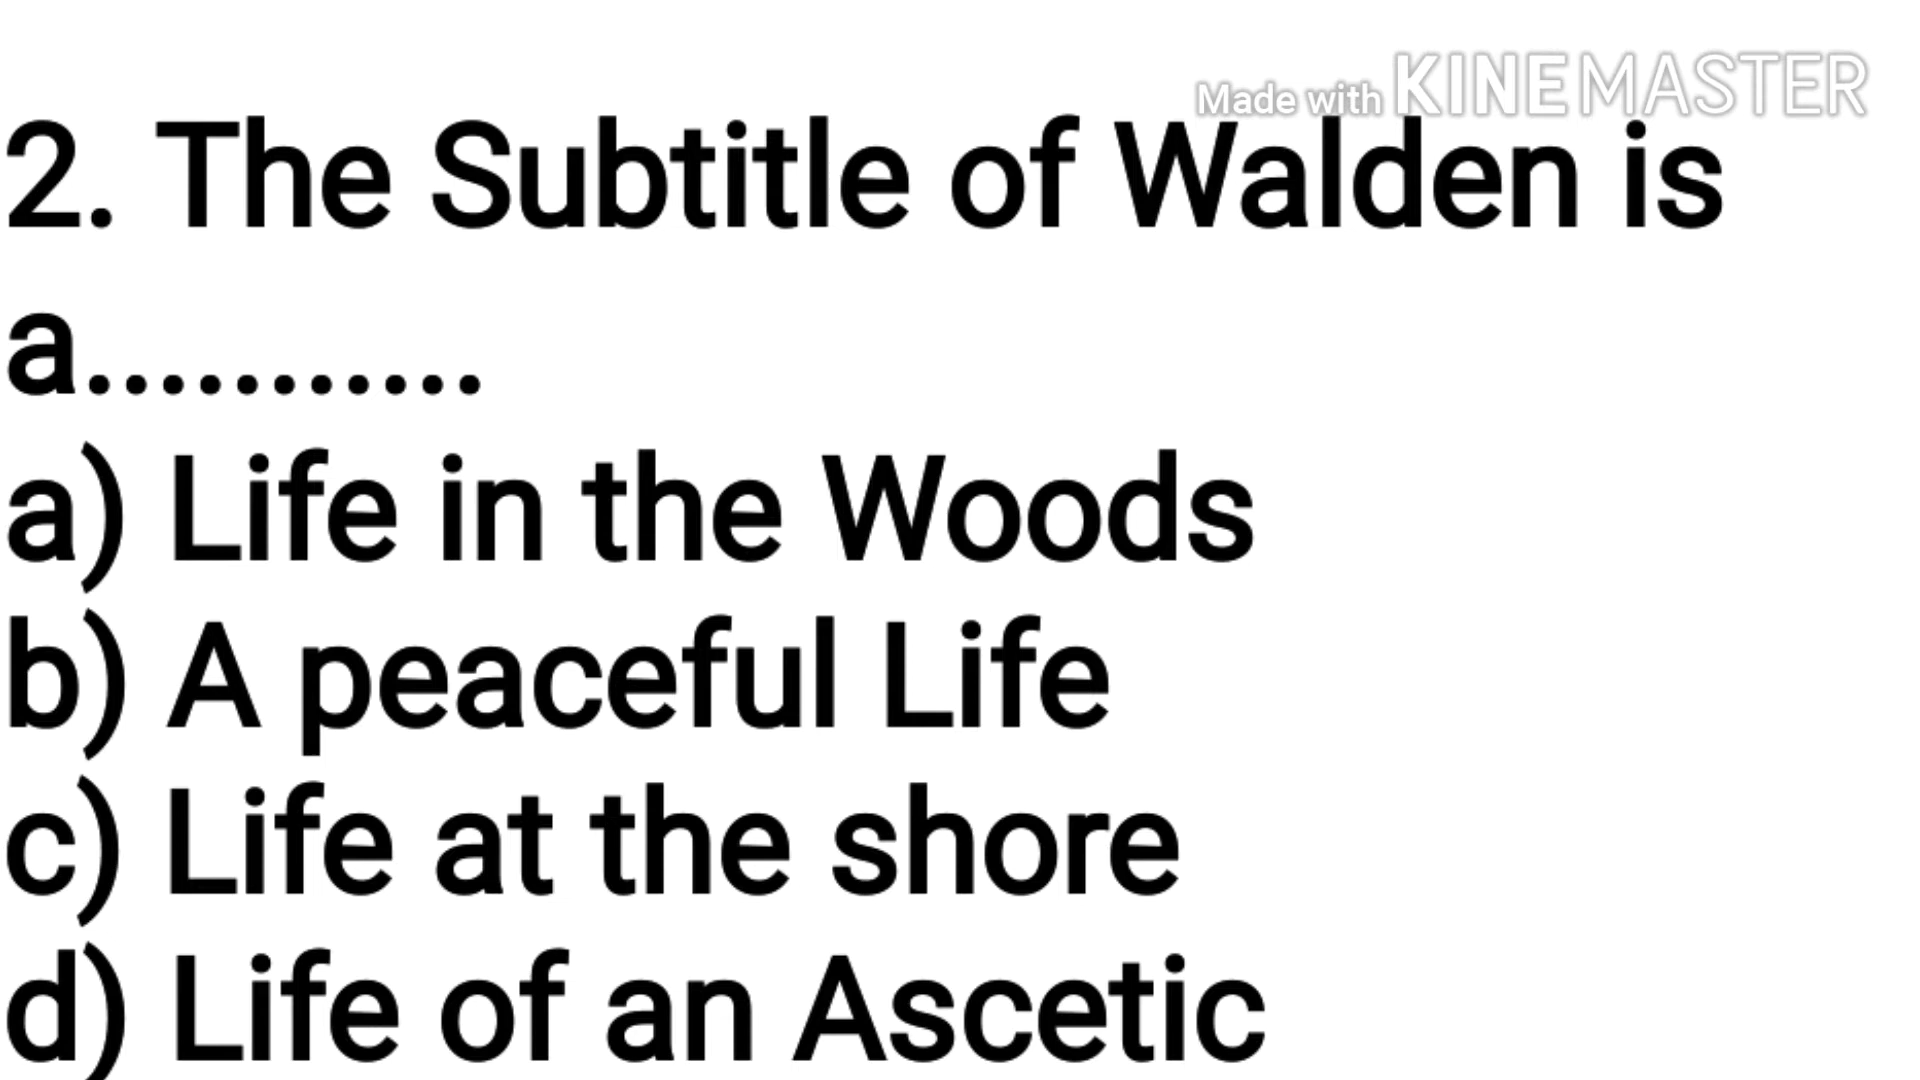 Made with KINEMASTER
2. The Subtitle of Walden is
a...........
a) Life in the Woods
b) A peaceful Life
c) Life at the shore
d) Life of an Ascetic